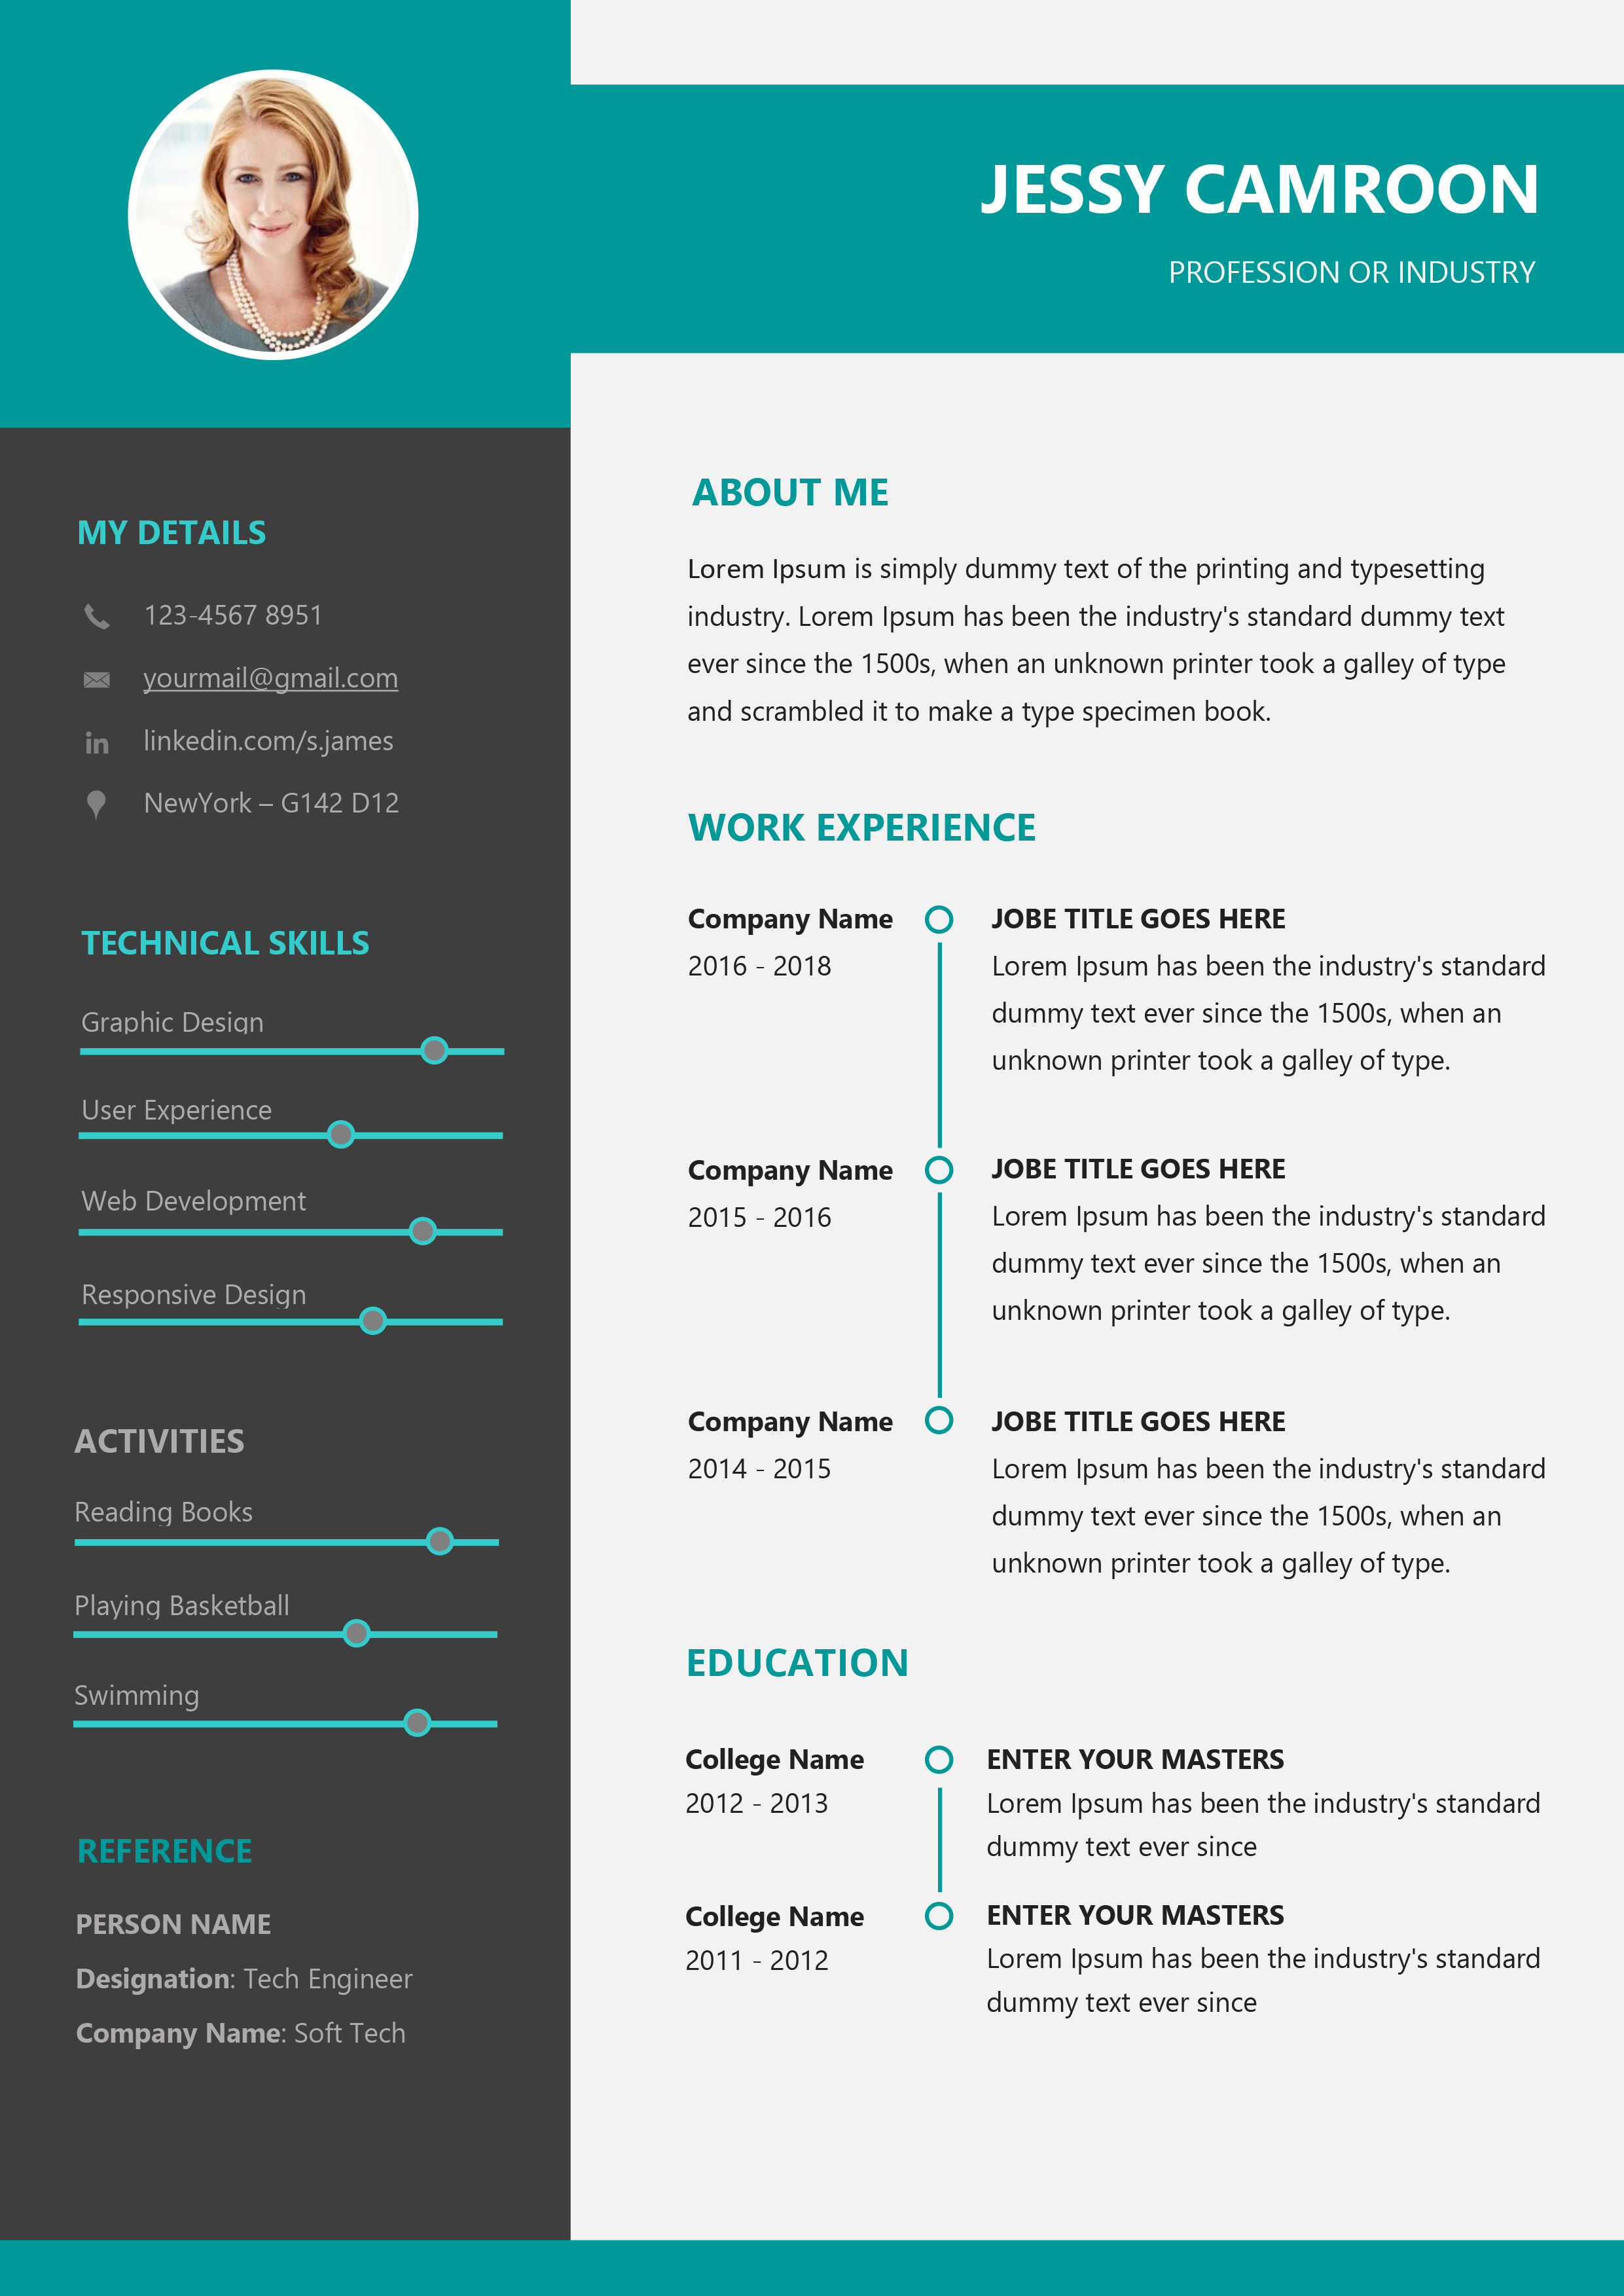 JESSY CAMROON
PROFESSION OR INDUSTRY
MY DETAILS
123-4567 8951
yourmail@gmail.com
linkedin.com/s.james
NewYork – G142 D12
TECHNICAL SKILLS
Graphic Design
User Experience
Web Development
Responsive Design
ACTIVITIES
Reading Books
Playing Basketball
Swimming
REFERENCE
PERSON NAME
Designation: Tech Engineer
Company Name: Soft Tech
ABOUT ME
Lorem Ipsum is simply dummy text of the printing and typesetting
industry. Lorem Ipsum has been the industry's standard dummy text
ever since the 1500s, when an unknown printer took a galley of type
and scrambled it to make a type specimen book.
WORK EXPERIENCE
Company Name
2016 - 2018
JOBE TITLE GOES HERE
Lorem Ipsum has been the industry's standard
dummy text ever since the 1500s, when an
unknown printer took a galley of type.
Company Name
2015 - 2016
JOBE TITLE GOES HERE
Lorem Ipsum has been the industry's standard
dummy text ever since the 1500s, when an
unknown printer took a galley of type.
Company Name
2014 - 2015
JOBE TITLE GOES HERE
Lorem Ipsum has been the industry's standard
dummy text ever since the 1500s, when an
unknown printer took a galley of type.
EDUCATION
College Name
2012 - 2013
ENTER YOUR MASTERS
Lorem Ipsum has been the industry's standard
dummy text ever since
College Name
2011 - 2012
ENTER YOUR MASTERS
Lorem Ipsum has been the industry's standard
dummy text ever since